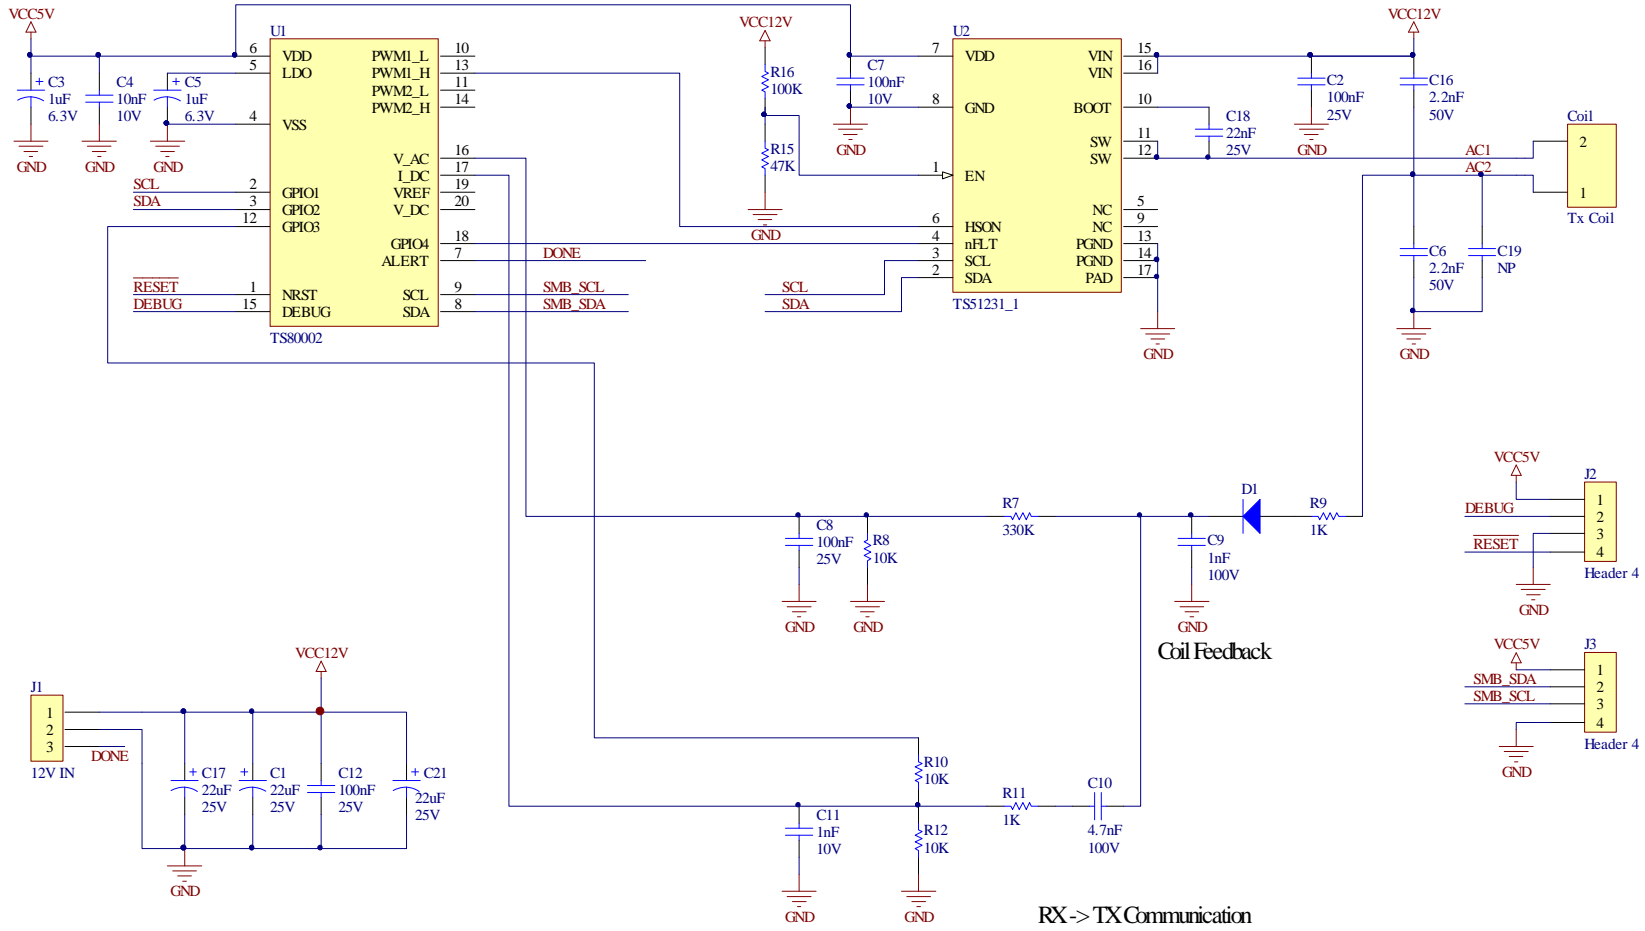 VCC5V
U1
6 VDD
5 LDO
4 VSS
2 GPIO1
3 GPIO2
12 GPIO3
1 NRST
15 DEBUG
PWM1_L 10
PWM1_H 13
PWM2_L 11
PWM2_H 14
V_AC 16
I_DC 17
VREF 19
V_DC 20
GPIO4 18
ALERT 7
SCL 9
SDA 8
TS80002
+ C3
1uF
6.3V
GND
C4
10nF
10V
GND
+ C5
1uF
6.3V
GND
SCL
SDA
RESET
DEBUG
DONE
SMB_SCL
SMB_SDA
VCC12V
R16
100K
R15
47K
GND
C7
100nF
10V
GND
SCL
SDA
U2
7 VDD
8 GND
1 EN
6 HSON
4 nFLT
3 SCL
2 SDA
VIN 15
VIN 16
BOOT 10
SW 11
SW 12
NC 5
NC 9
PGND 13
PGND 14
PAD 17
TS51231_1
GND
C18
22nF
25V
C2
100nF
25V
GND
VCC12V
C16
2.2nF
50V
AC1
AC2
Coil
2
1
Tx Coil
C6
2.2nF
50V
C19
NP
GND
C8
100nF
25V
GND
R8
10K
GND
R7
330K
C9
1nF
100V
GND
D1
R9
1K
Coil Feedback
VCC5V
DEBUG
RESET
GND
J2
1
2
3
4
Header 4
VCC5V
SMB_SDA
SMB_SCL
GND
J3
1
2
3
4
Header 4
VCC12V
J1
1
2
3
DONE
12V IN
+ C17
22uF
25V
+ C1
22uF
25V
C12
100nF
25V
+ C21
22uF
25V
GND
C11
1nF
10V
GND
R10
10K
R12
10K
GND
R11
1K
C10
4.7nF
100V
RX -> TX Communication